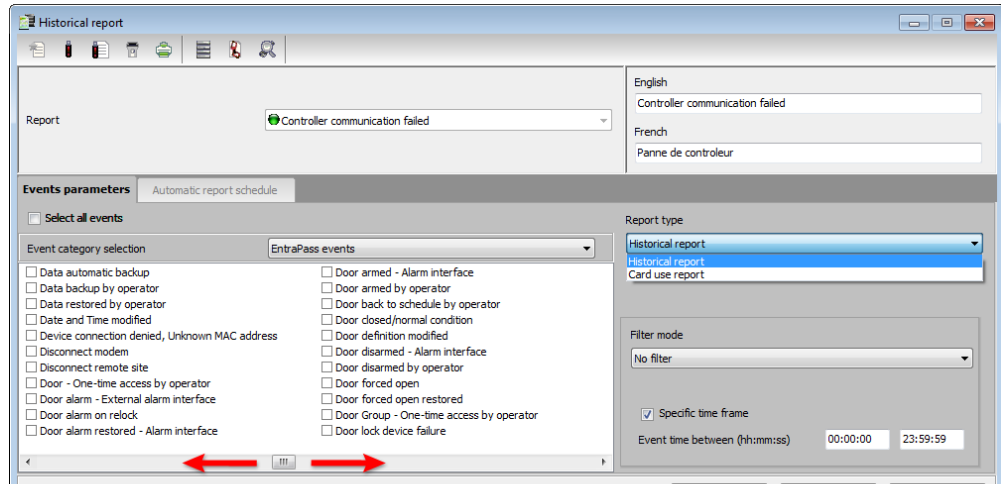 Historical report
English
Controller communication failed
Report
Controller communication failed
French
Panne de controleur
Events parameters
Automatic report schedule
Select all events
Report type
Event category selection
EntraPass events
Historical report
Historical report
Card use report
Data automatic backup
Data backup by operator
Data restored by operator
Date and Time modified
Device connection denied, Unknown MAC address
Disconnect modem
Disconnect remote site
Door - One-time access by operator
Door alarm - External alarm interface
Door alarm on relock
Door alarm restored - Alarm interface
Door armed - Alarm interface
Door armed by operator
Door back to schedule by operator
Door closed/normal condition
Door definition modified
Door disarmed - Alarm interface
Door disarmed by operator
Door forced open
Door forced open restored
Door Group - One-time access by operator
Door lock device failure
Filter mode
No filter
Specific time frame
Event time between (hh:mm:ss)
00:00:00
23:59:59